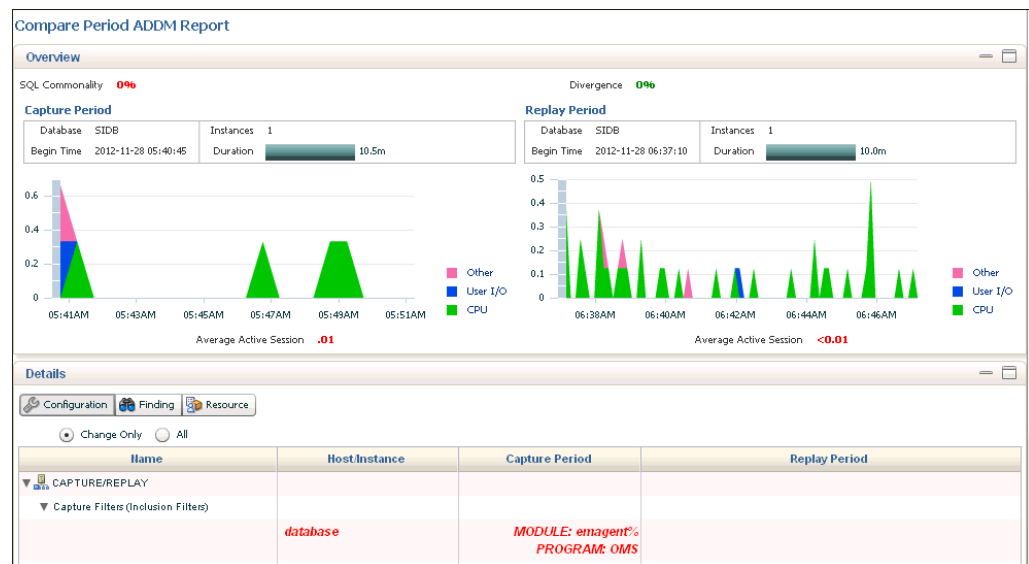 Compare Period ADDM Report
Overview
SQL Commonality 0%
Divergence 0%
Capture Period
Database SIDB Instances 1
Begin Time 2012-11-28 05:40:45 Duration 10.5m
0.6
0.4
0.2
0
05:41AM 05:43AM 05:45AM 05:47AM 05:49AM 05:51AM
Other
User I/O
CPU
Average Active Session .01
Replay Period
Database SIDB Instances 1
Begin Time 2012-11-28 06:37:10 Duration 10.0m
0.5
0.4
0.3
0.2
0.1
0
06:38AM 06:40AM 06:42AM 06:44AM 06:46AM
Other
User I/O
CPU
Average Active Session <0.01
Details
Configuration Finding Resource
Change Only All
Name Host/Instance Capture Period Replay Period
CAPTURE/REPLAY
Capture Filters (Inclusion Filters)
database MODULE: emagent%
PROGRAM: OMS